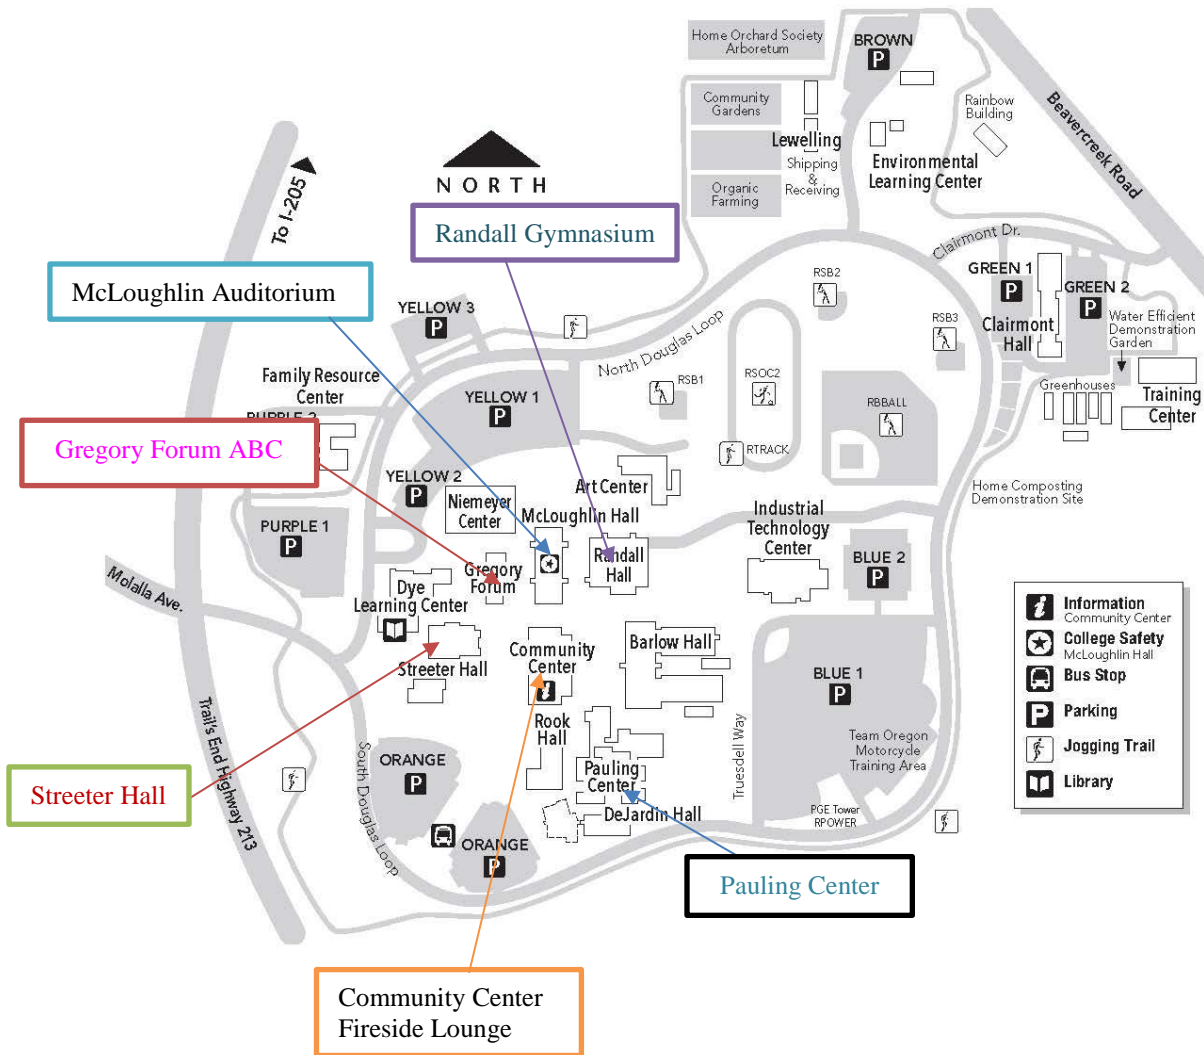 Home Orchard Society
Arboretum
BROWN
P
Community
Gardens
Rainbow
Building
Beavercreek Road
To I-205
NORTH
Lewelling
Shipping
&
Receiving
Environmental
Learning Center
Organic
Farming
Randall Gymnasium
Clairmont Dr.
McLoughlin Auditorium
RSB2
GREEN 1
P
GREEN 2
P
YELLOW 3
P
North Douglas Loop
RSB3
Clairmont
Hall
Water Efficient
Demonstration
Garden
Family Resource
Center
RSB1
RSOC2
YELLOW 1
P
RBBALL
Greenhouses
Training
Center
PURPLE 2
Gregory Forum ABC
RTRACK
YELLOW 2
P
Art Center
Home Composting
Demonstration Site
Niemeyer
Center
McLoughlin Hall
Industrial
Technology
Center
PURPLE 1
P
Randall
Hall
BLUE 2
P
Gregory
Forum
Molalla Ave.
Dye
Learning Center
Streeter Hall
Community
Center
i
Barlow Hall
BLUE 1
P
Information
Community Center
College Safety
McLoughlin Hall
Bus Stop
P
Parking
Jogging Trail
Library
Trail's End Highway 213
South Douglas Loop
Rook
Hall
Truesdell Way
Team Oregon
Motorcycle
Training Area
ORANGE
P
Pauling
Center
DeJardin Hall
PGE Tower
RPOWER
Streeter Hall
ORANGE
P
Pauling Center
Community Center
Fireside Lounge